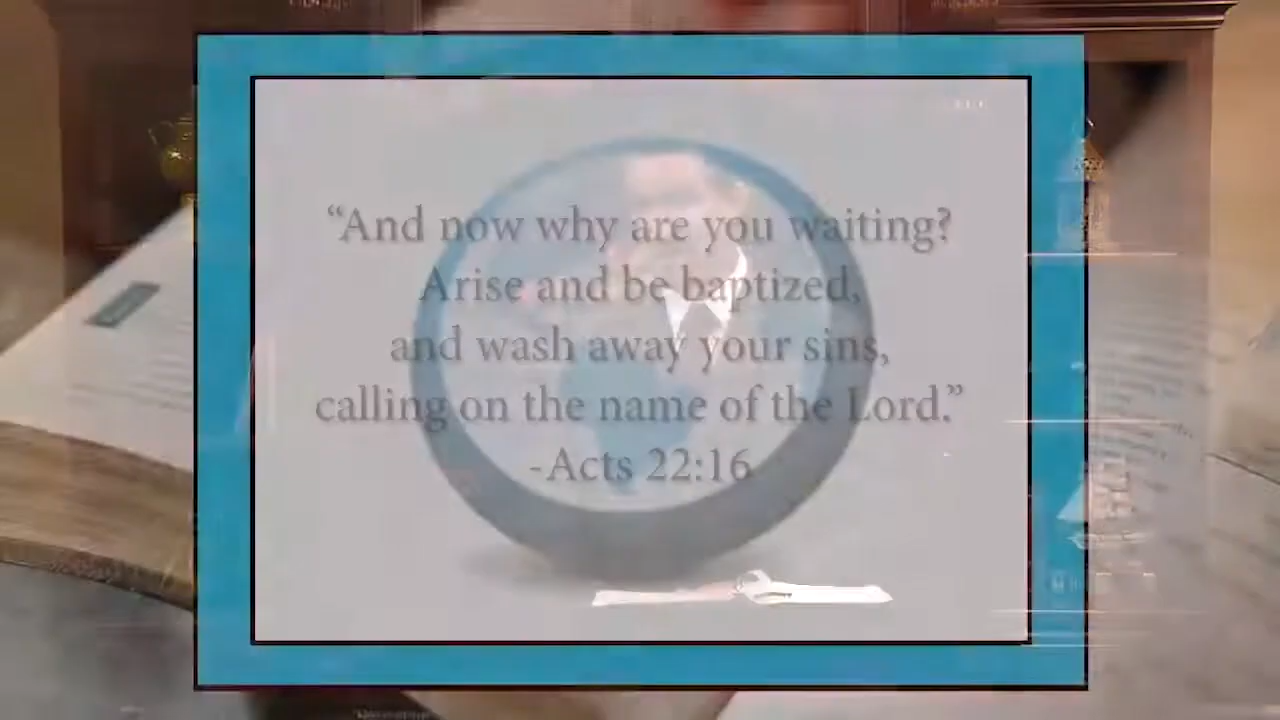 “And now why are you waiting?
Arise and be baptized,
and wash away your sins,
calling on the name of the Lord.”
-Acts 22:16